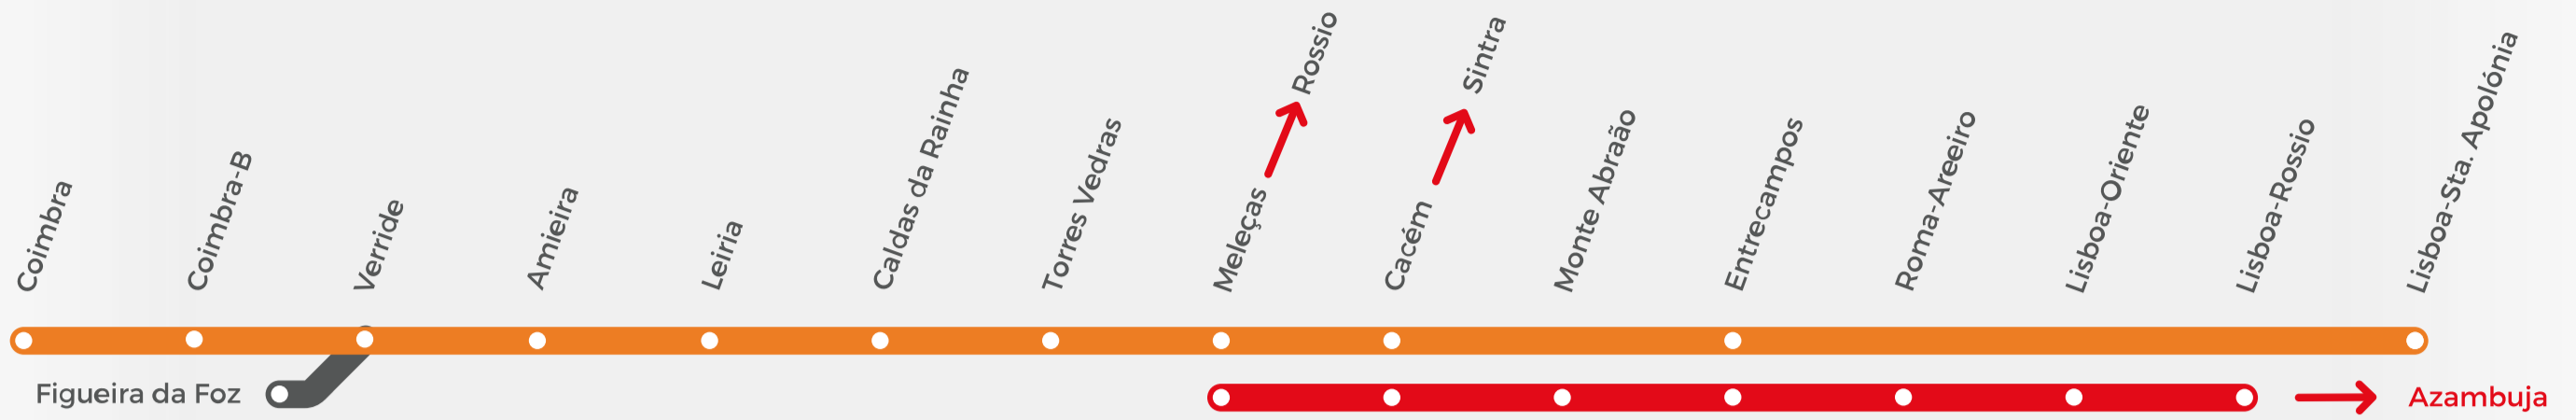 Coimbra
Coimbra-B
Verride
Amieira
Leiria
Caldas da Rainha
Torres Vedras
Meleças
Rossio
Cacém
Sintra
Monte Abraão
Entrecampos
Roma-Areeiro
Lisboa-Oriente
Lisboa-Rossio
Lisboa-Sta. Apolónia
Figueira da Foz
Azambuja